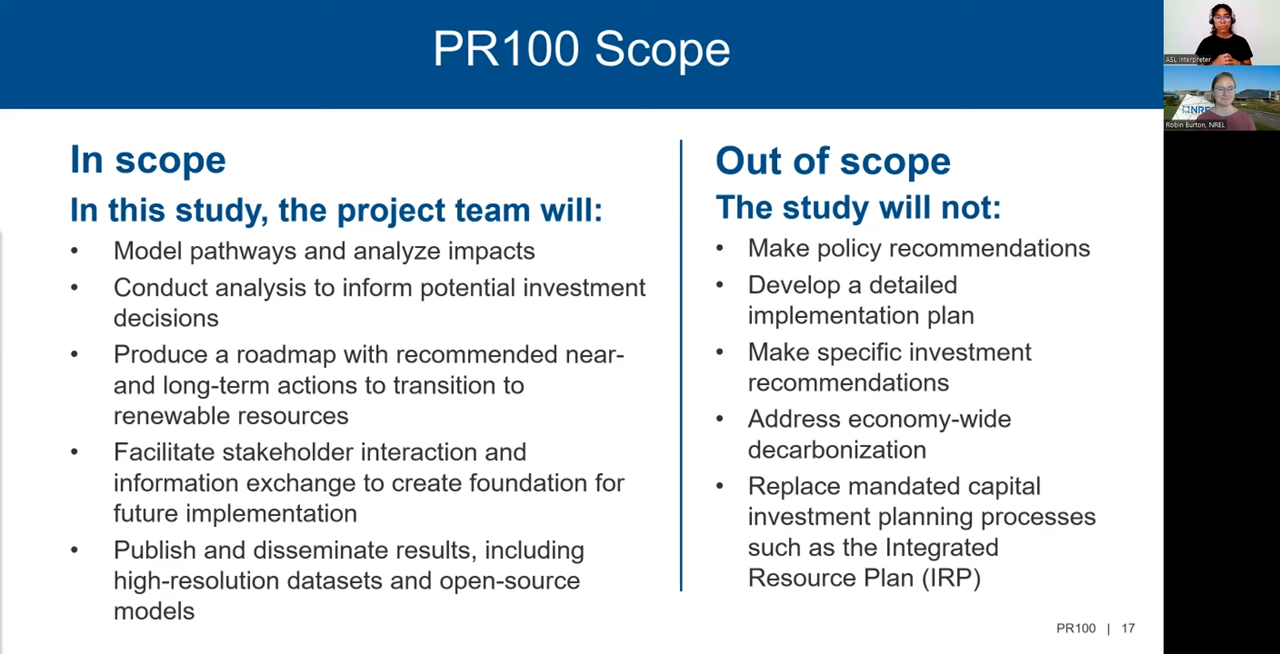 PR100 Scope
In scope
In this study, the project team will:
• Model pathways and analyze impacts
• Conduct analysis to inform potential investment
decisions
• Produce a roadmap with recommended near-
and long-term actions to transition to
renewable resources
• Facilitate stakeholder interaction and
information exchange to create foundation for
future implementation
• Publish and disseminate results, including
high-resolution datasets and open-source
models
Out of scope
The study will not:
• Make policy recommendations
• Develop a detailed
implementation plan
• Make specific investment
recommendations
• Address economy-wide
decarbonization
• Replace mandated capital
investment planning processes
such as the Integrated
Resource Plan (IRP)
PR100 | 17
ASL Interpreter
NRE
Robin Burton, NREL